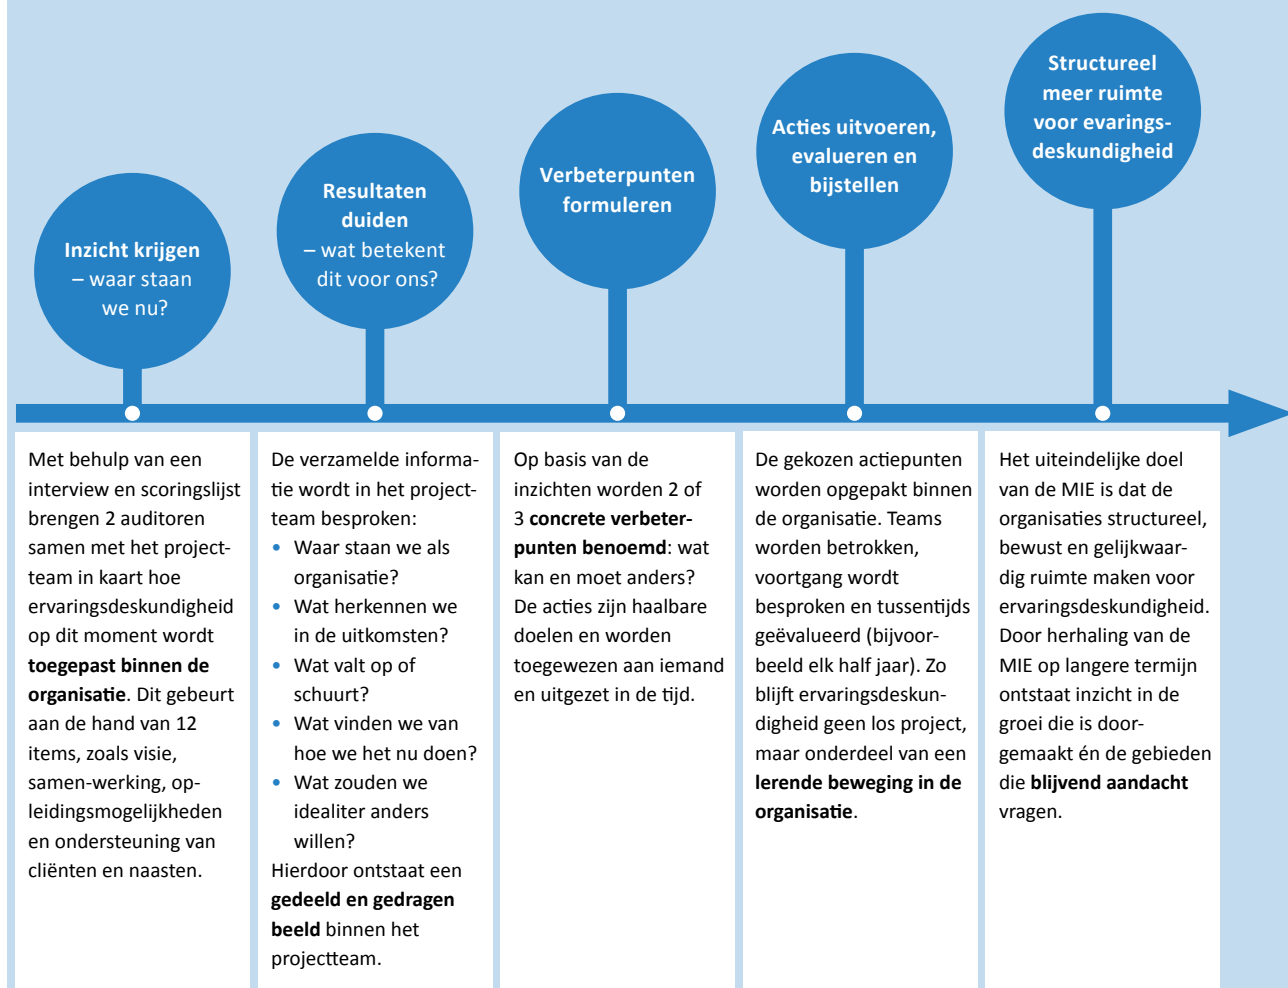 Inzicht krijgen
– waar staan
we nu?
Resultaten
duiden
– wat betekent
dit voor ons?
Verbeterpunten
formuleren
Acties uitvoeren,
evalueren en
bijstellen
Structureel
meer ruimte
voor evarings-
deskundigheid
Met behulp van een
interview en scoringslijst
brengen 2 auditoren
samen met het project-
team in kaart hoe
ervaringsdeskundigheid
op dit moment wordt
toegepast binnen de
organisatie. Dit gebeurt
aan de hand van 12
items, zoals visie,
samen-werking, op-
leidingsmogelijkheden
en ondersteuning van
cliënten en naasten.
De verzamelde informa-
tie wordt in het project-
team besproken:
• Waar staan we als
organisatie?
• Wat herkennen we
in de uitkomsten?
• Wat valt op of
schuurt?
• Wat vinden we van
hoe we het nu doen?
• Wat zouden we
idealiter anders
willen?
Hierdoor ontstaat een
gedeeld en gedragen
beeld binnen het
projectteam.
Op basis van de
inzichten worden 2 of
3 concrete verbeter-
punten benoemd: wat
kan en moet anders?
De acties zijn haalbare
doelen en worden
toegewezen aan iemand
en uitgezet in de tijd.
De gekozen actiepunten
worden opgepakt binnen
de organisatie. Teams
worden betrokken,
voortgang wordt
besproken en tussentijds
geëvalueerd (bijvoor-
beeld elk half jaar). Zo
blijft ervaringsdeskun-
digheid geen los project,
maar onderdeel van een
lerende beweging in de
organisatie.
Het uiteindelijke doel
van de MIE is dat de
organisaties structureel,
bewust en gelijkwaar-
dig ruimte maken voor
ervaringsdeskundigheid.
Door herhaling van de
MIE op langere termijn
ontstaat inzicht in de
groei die is door-
gemaakt én de gebieden
die blijvend aandacht
vragen.